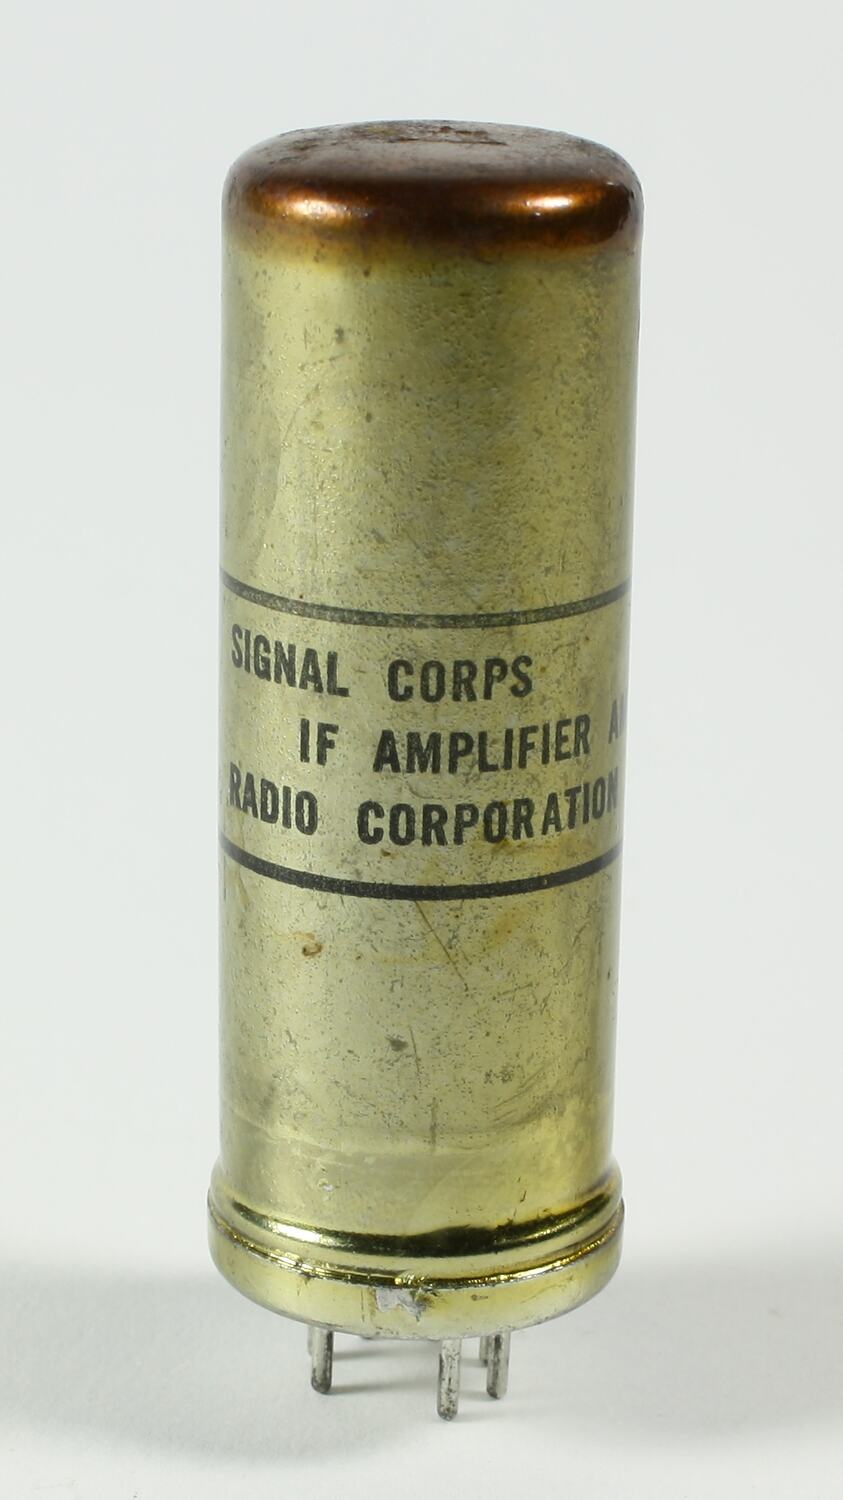 SIGNAL CORPS
IF AMPLIFIER
RADIO CORPORATION